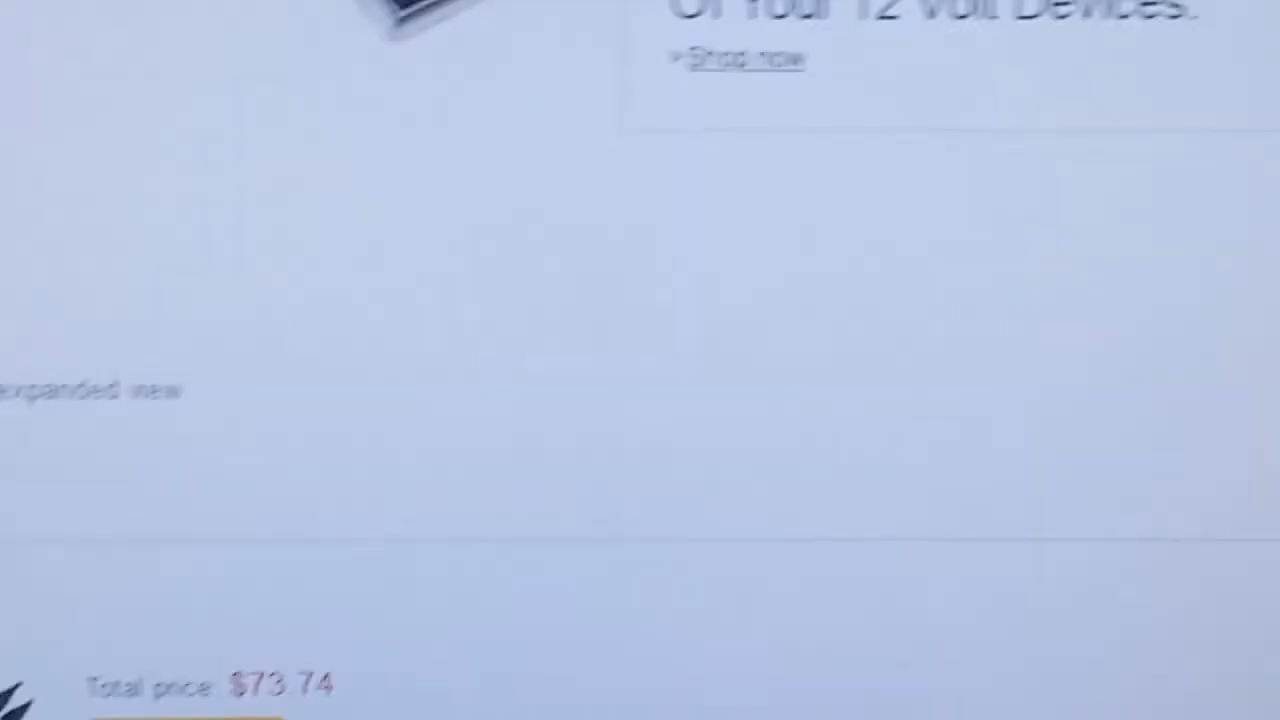 Of Your 12 Volt Devices.
Shop now
expanded view
Total price: $73.74